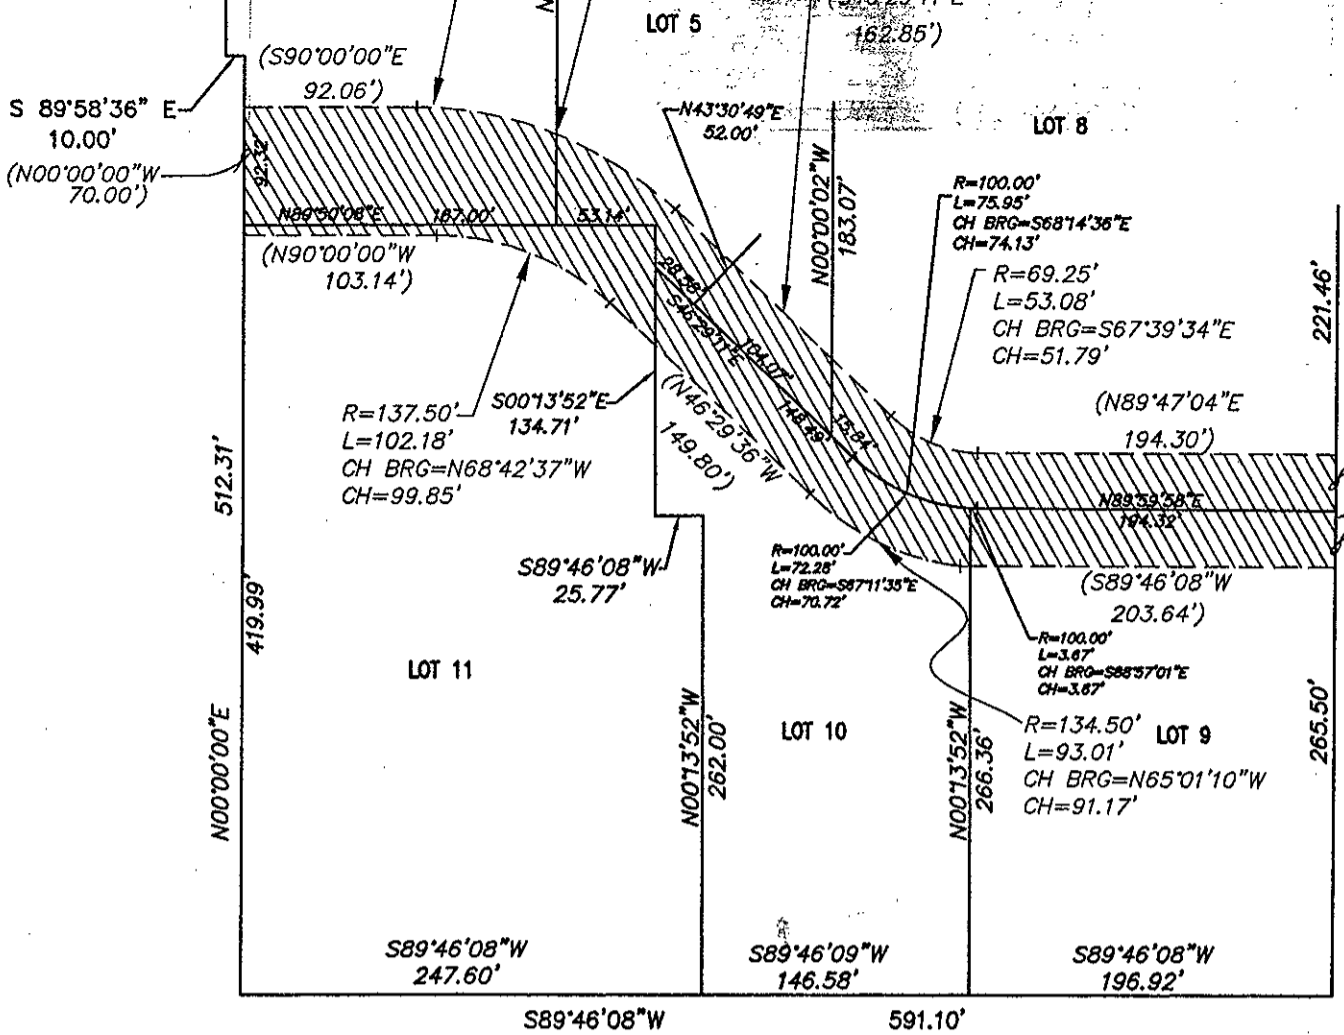 LOT 5
162.85')
(S90°00'00"E
92.06')
S 89°58'36" E
10.00'
(N00°00'00"W
70.00')
92.32'
N43°30'49"E
52.00'
LOT 8
N00°00'02"W
183.07'
R=100.00'
L=75.95'
CH BRG=S68°14'36"E
CH=74.13'
R=69.25'
L=53.08'
CH BRG=S67°39'34"E
CH=51.79'
221.46'
N89°50'08"E
187.00'
53.14'
(N90°00'00"W
103.14')
28.58'
S46°29'11"E
104.07'
148.49'
15.84'
(N46°29'36"W
149.80')
R=137.50'
L=102.18'
CH BRG=N68°42'37"W
CH=99.85'
S00°13'52"E
134.71'
(N89°47'04"E
194.30')
N89°59'58"E
194.32'
512.31'
S89°46'08"W
25.77'
R=100.00'
L=72.28'
CH BRG=S67°11'35"E
CH=70.72'
(S89°46'08"W
203.64')
R=100.00'
L=3.67'
CH BRG=S88°57'01"E
CH=3.67'
419.99'
LOT 11
N00°00'00"E
N00°13'52"W
262.00'
LOT 10
N00°13'52"W
266.36'
R=134.50'
L=93.01'
CH BRG=N65°01'10"W
CH=91.17'
LOT 9
265.50'
S89°46'08"W
247.60'
S89°46'09"W
146.58'
S89°46'08"W
196.92'
S89°46'08"W
591.10'